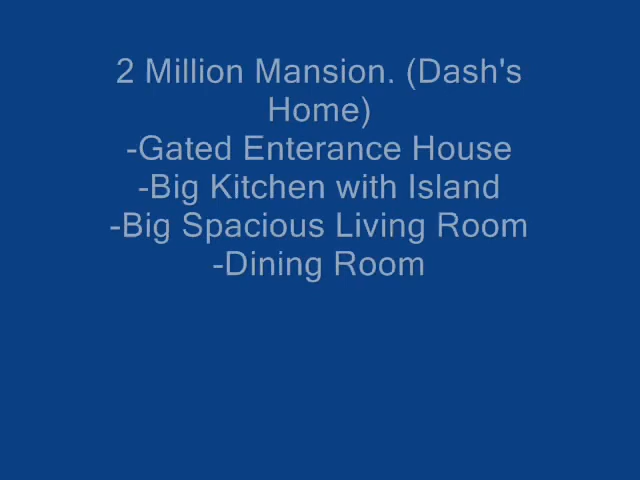 2 Million Mansion. (Dash's
Home)
-Gated Enterance House
-Big Kitchen with Island
-Big Spacious Living Room
-Dining Room